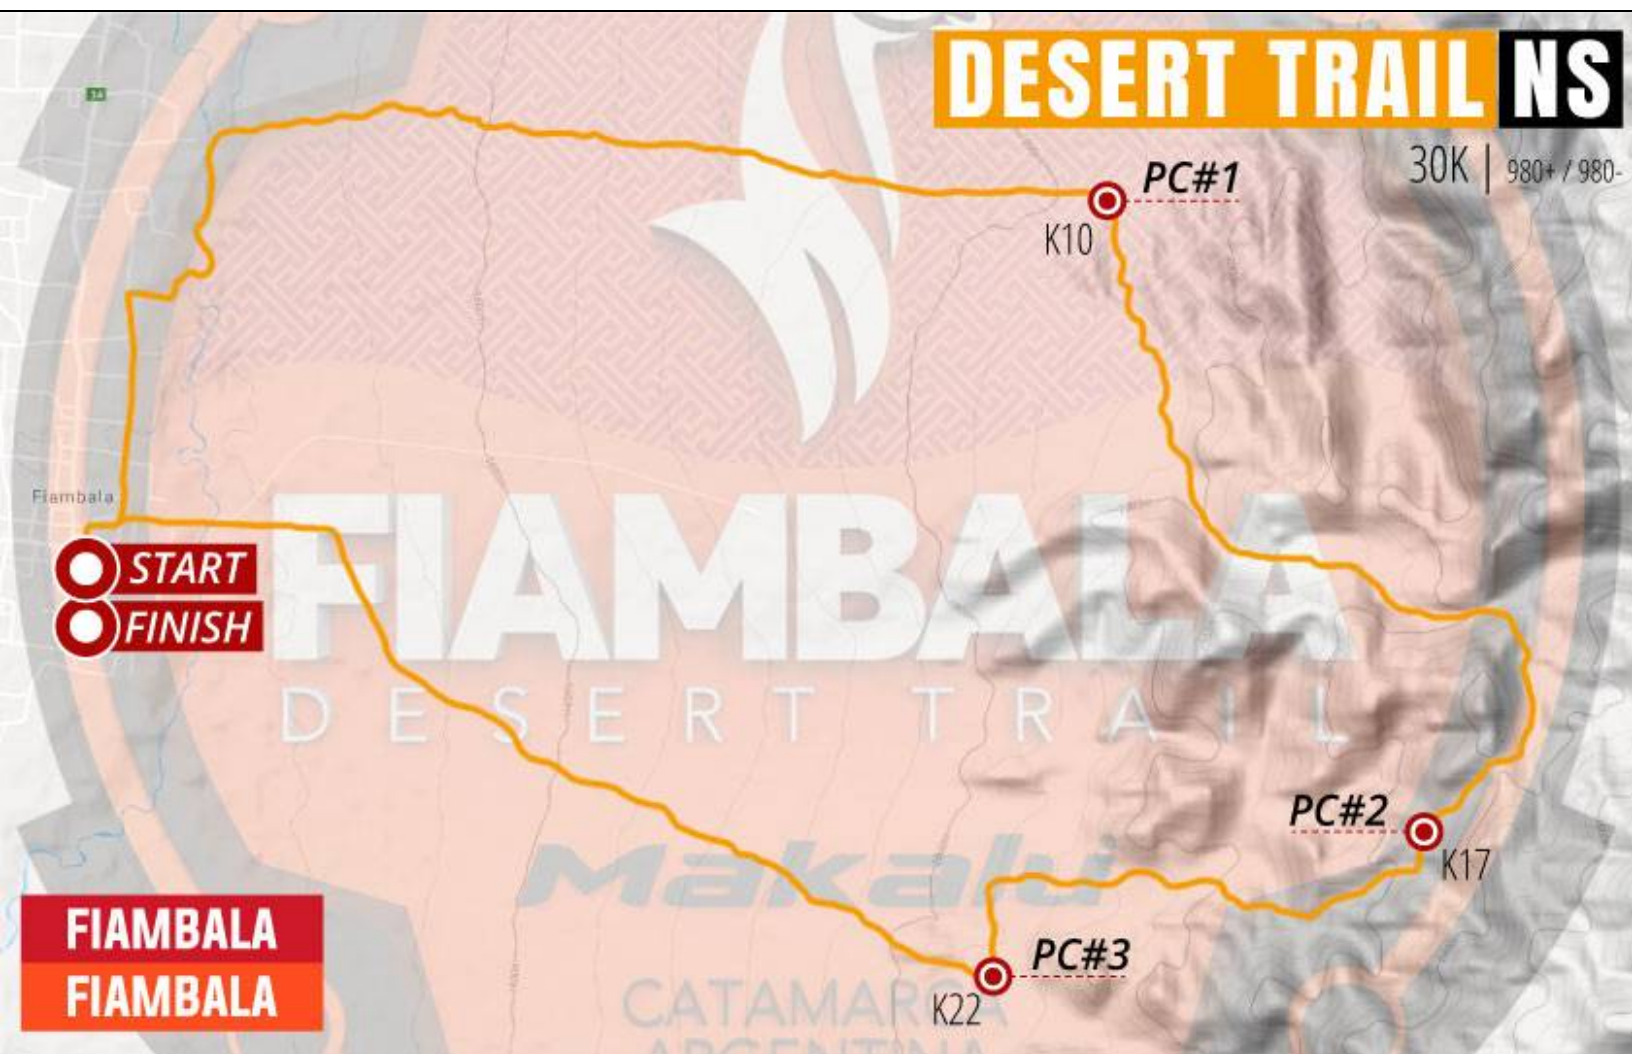 DESERT TRAIL NS
30K | 980+ / 980-
PC#1
K10
Fiambala
START
FINISH
FIAMBALA
DESERT TRAIL
PC#2
K17
Makalu
PC#3
K22
FIAMBALA
FIAMBALA
CATAMARCA
ARGENTINA